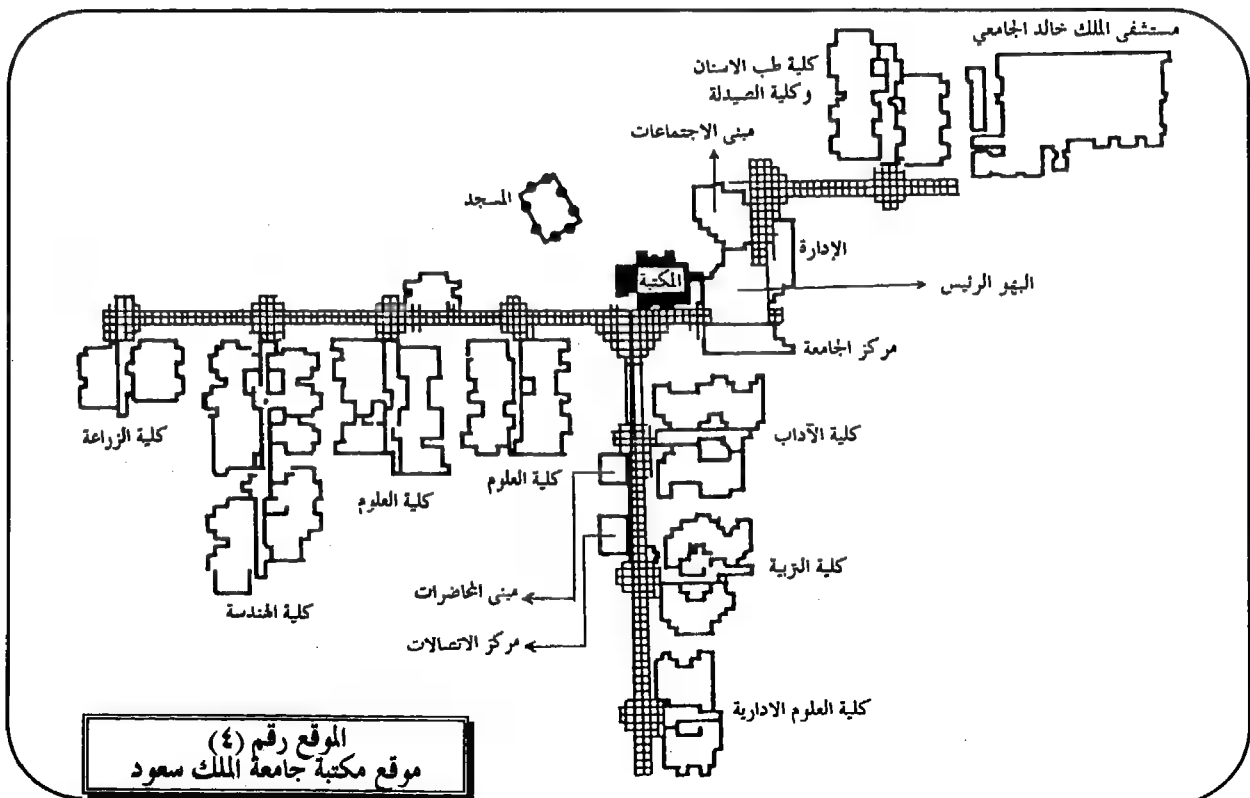 مستشفى الملك خالد الجامعي
كلية طب الاسنان
وكلية الصيدلة
مبنى الاجتماعات
المسجد
الإدارة
المكتبة
البهو الرئيس
مركز الجامعة
كلية الزراعة
كلية الآداب
كلية العلوم
كلية العلوم
كلية التربية
مبنى المحاضرات
كلية الهندسة
مركز الاتصالات
كلية العلوم الادارية
الموقع رقم (٤)
موقع مكتبة جامعة الملك سعود